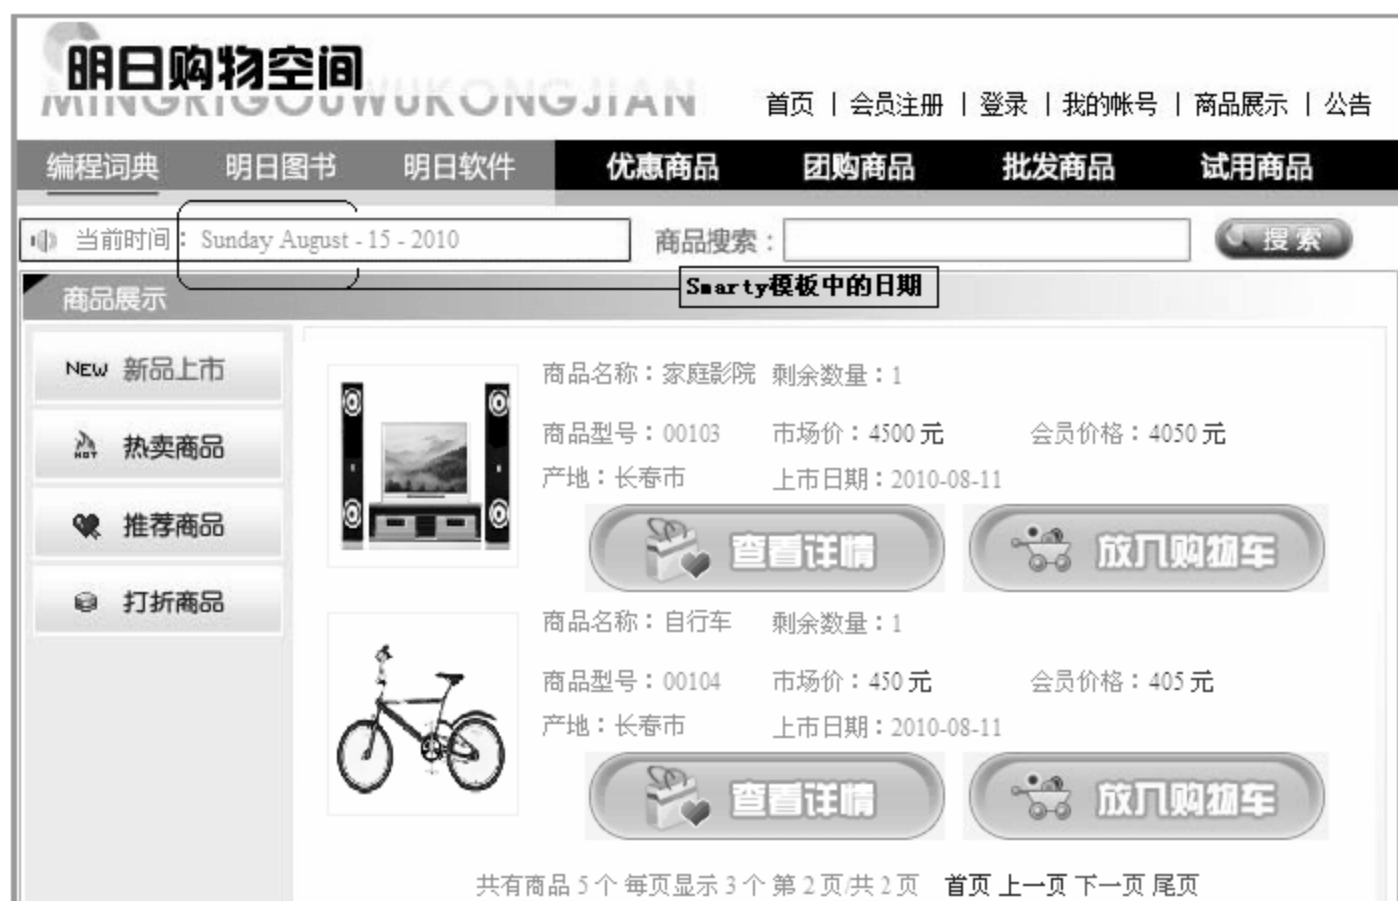 明日购物空间
MINGRIGOUWUKONGJIAN
首页 | 会员注册 | 登录 | 我的帐号 | 商品展示 | 公告
编程词典 明日图书 明日软件 优惠商品 团购商品 批发商品 试用商品
当前时间： Sunday August - 15 - 2010 商品搜索： 搜索
Smarty模板中的日期
商品展示
NEW 新品上市
HOT 热卖商品
推荐商品
打折商品
商品名称：家庭影院 剩余数量：1
商品型号：00103 市场价：4500 元 会员价格：4050 元
产地：长春市 上市日期：2010-08-11
查看详情 放入购物车
商品名称：自行车 剩余数量：1
商品型号：00104 市场价：450 元 会员价格：405 元
产地：长春市 上市日期：2010-08-11
查看详情 放入购物车
共有商品 5 个 每页显示 3 个 第 2 页/共 2 页 首页 上一页 下一页 尾页